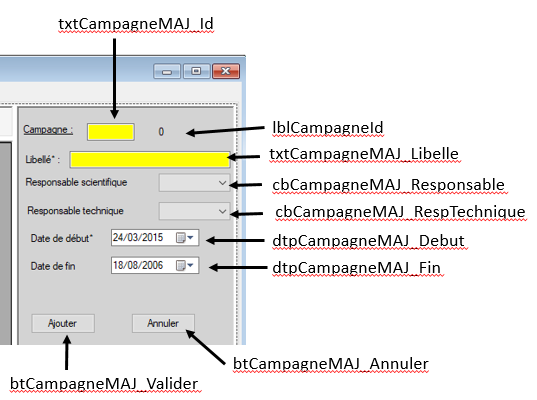 txtCampagneMAJ_Id
Campagne : 0
lblCampagneId
Libellé* :
txtCampagneMAJ_Libelle
Responsable scientifique
cbCampagneMAJ_Responsable
Responsable technique
cbCampagneMAJ_RespTechnique
Date de début* 24/03/2015
dtpCampagneMAJ_Debut
Date de fin 18/08/2006
dtpCampagneMAJ_Fin
Ajouter Annuler
btCampagneMAJ_Annuler
btCampagneMAJ_Valider